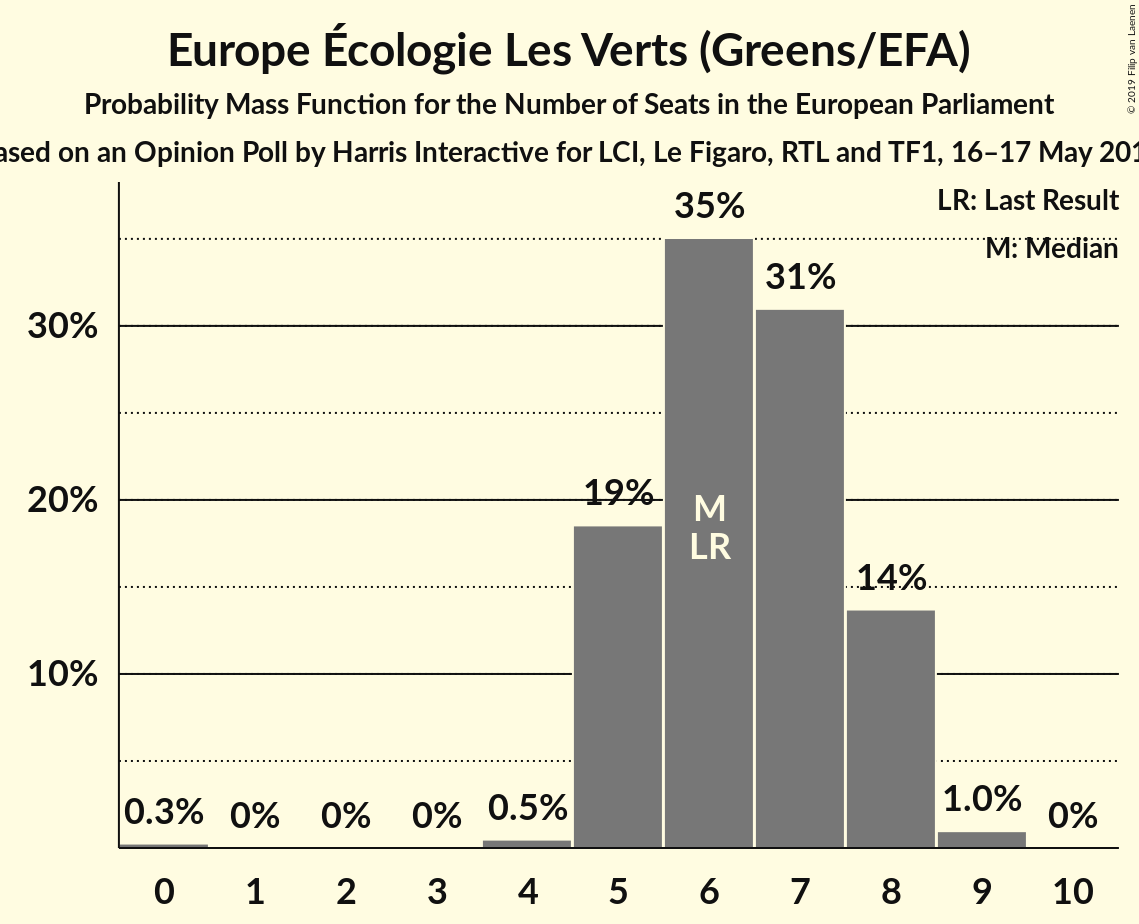 Europe Écologie Les Verts (Greens/EFA)
Probability Mass Function for the Number of Seats in the European Parliament
on an Opinion Poll by Harris Interactive for LCI, Le Figaro, RTL and TF1, 16–17 May
© 2019 Filip van Laenen
LR: Last Result
M: Median
35%
31%
30%
20%
19%
M
LR
14%
10%
0.3%
0%
0%
0%
0.5%
1.0%
0%
0 1 2 3 4 5 6 7 8 9 10